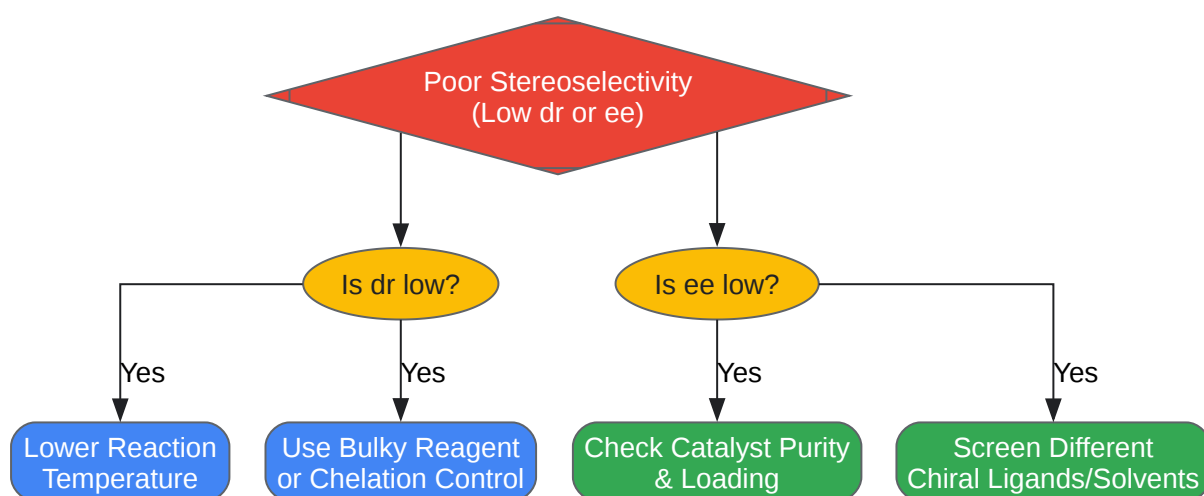 Poor Stereoselectivity
(Low dr or ee)
Is dr low?
Is ee low?
Yes
Yes
Yes
Yes
Lower Reaction
Temperature
Use Bulky Reagent
or Chelation Control
Check Catalyst Purity
& Loading
Screen Different
Chiral Ligands/Solvents